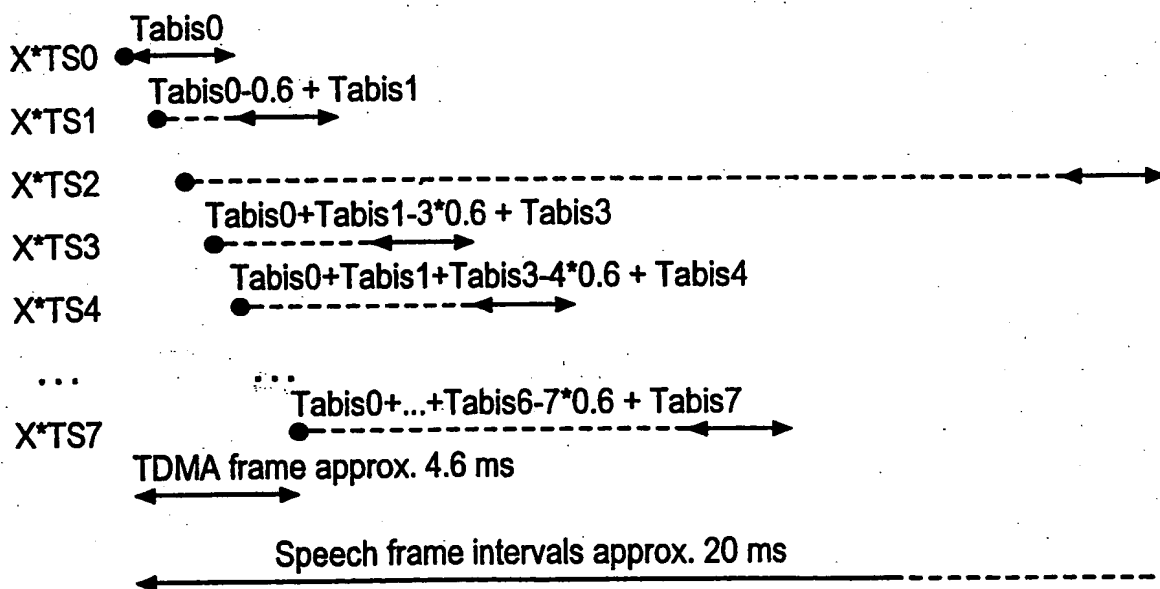 Tabis0
X*TS0
Tabis0-0.6 + Tabis1
X*TS1
X*TS2
Tabis0+Tabis1-3*0.6 + Tabis3
X*TS3
Tabis0+Tabis1+Tabis3-4*0.6 + Tabis4
X*TS4
... ...
Tabis0+...+Tabis6-7*0.6 + Tabis7
X*TS7
TDMA frame approx. 4.6 ms
Speech frame intervals approx. 20 ms